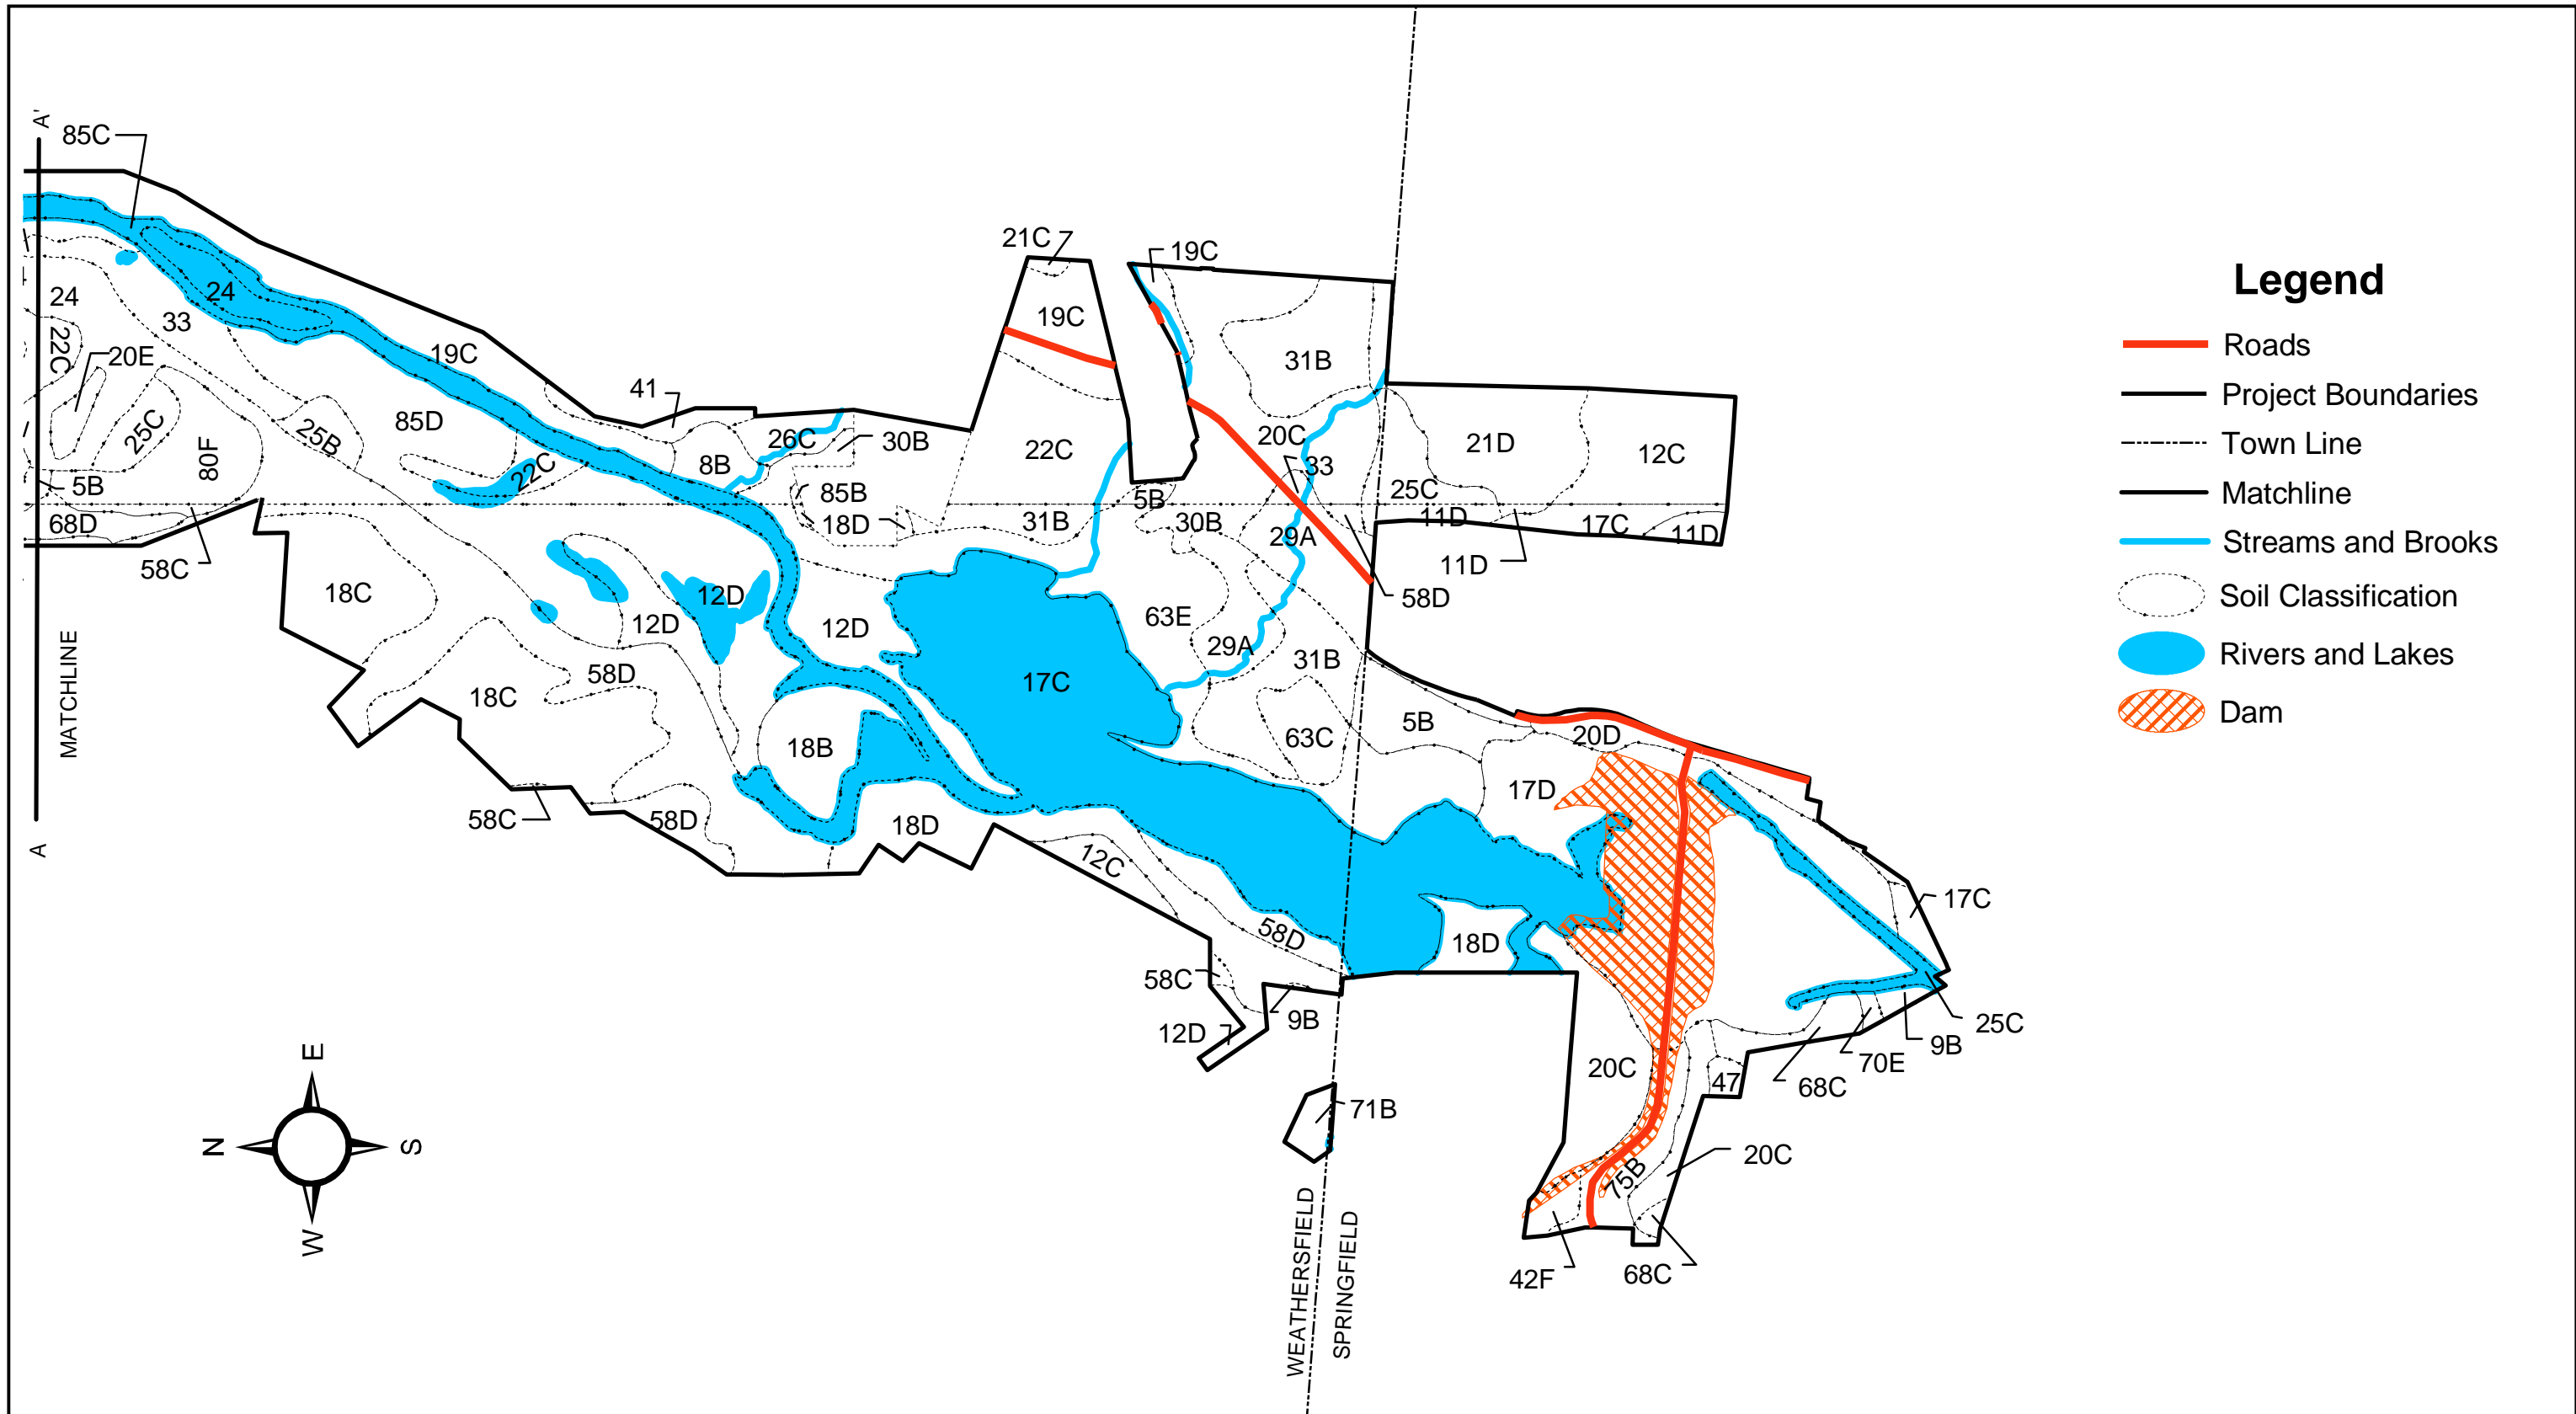 A'
85C
24
24
33
22C
20E
25C
80F
25B
5B
68D
58C
19C
85D
22C
41
8B
26C
30B
85B
18D
21C
19C
22C
31B
19C
31B
20C
33
5B
30B
29A
25C
21D
12C
11D
17C
11D
11D
58D
18C
12D
12D
12D
58D
18C
18B
17C
63E
29A
31B
63C
5B
20D
17D
58C
58D
18D
12C
58D
18D
58C
12D
9B
71B
17C
25C
9B
70E
68C
47
20C
20C
75B
42F
68C
MATCHLINE
A
WEATHERSFIELD
SPRINGFIELD
E
N
S
W
Legend
Roads
Project Boundaries
Town Line
Matchline
Streams and Brooks
Soil Classification
Rivers and Lakes
Dam